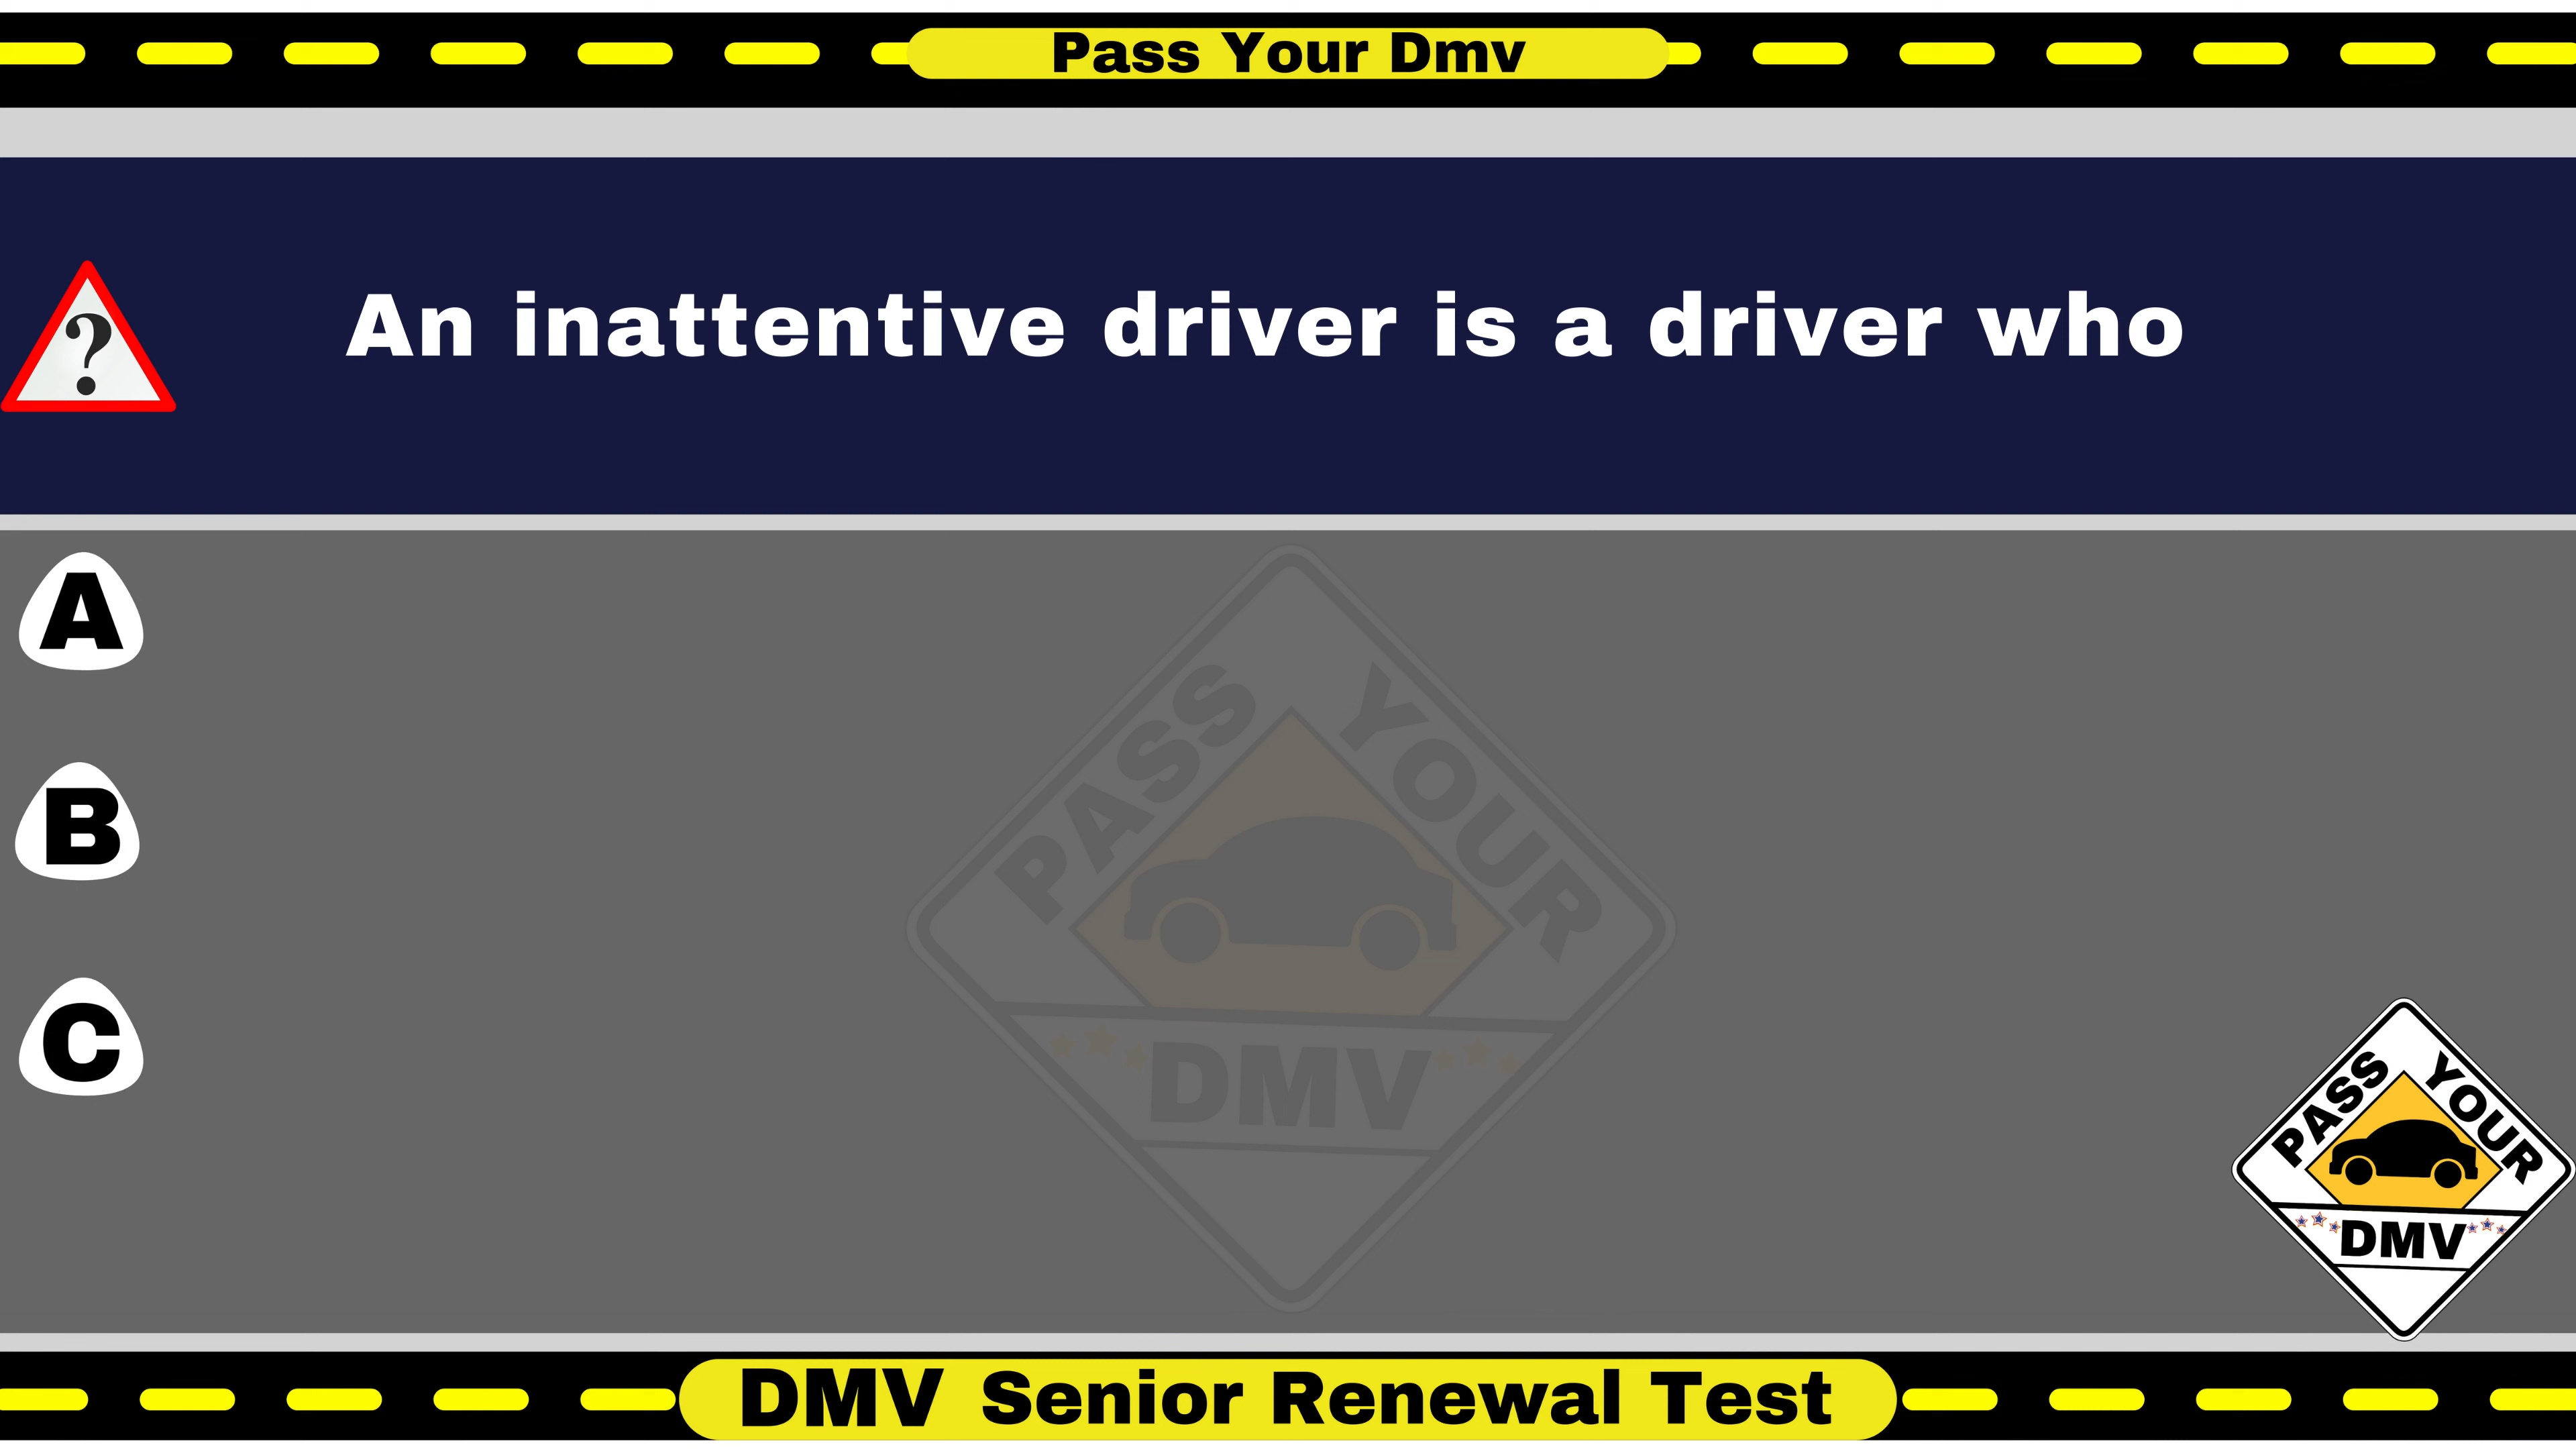 Pass Your Dmv
?
An inattentive driver is a driver who
A
B
C
PASS YOUR
DMV
PASS YOUR
DMV
DMV Senior Renewal Test